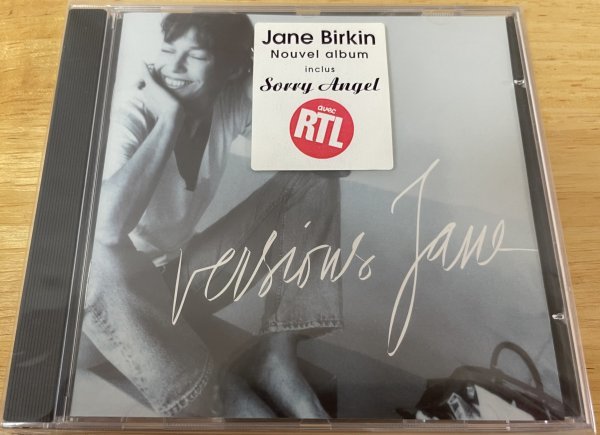 Jane Birkin
Nouvel album
inclus
Sorry Angel
avec
RTL
versions Jane